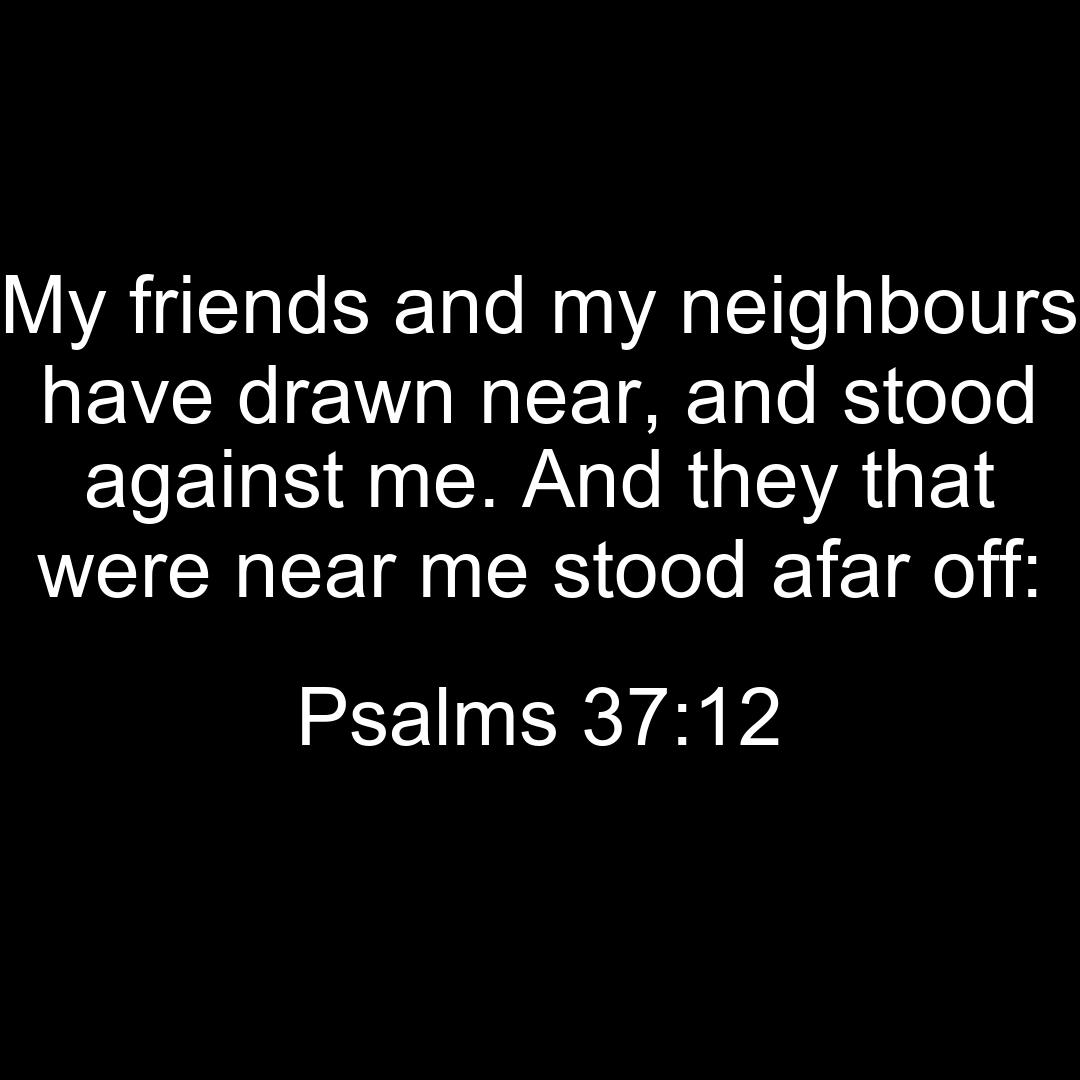 My friends and my neighbours
have drawn near, and stood
against me. And they that
were near me stood afar off:
Psalms 37:12